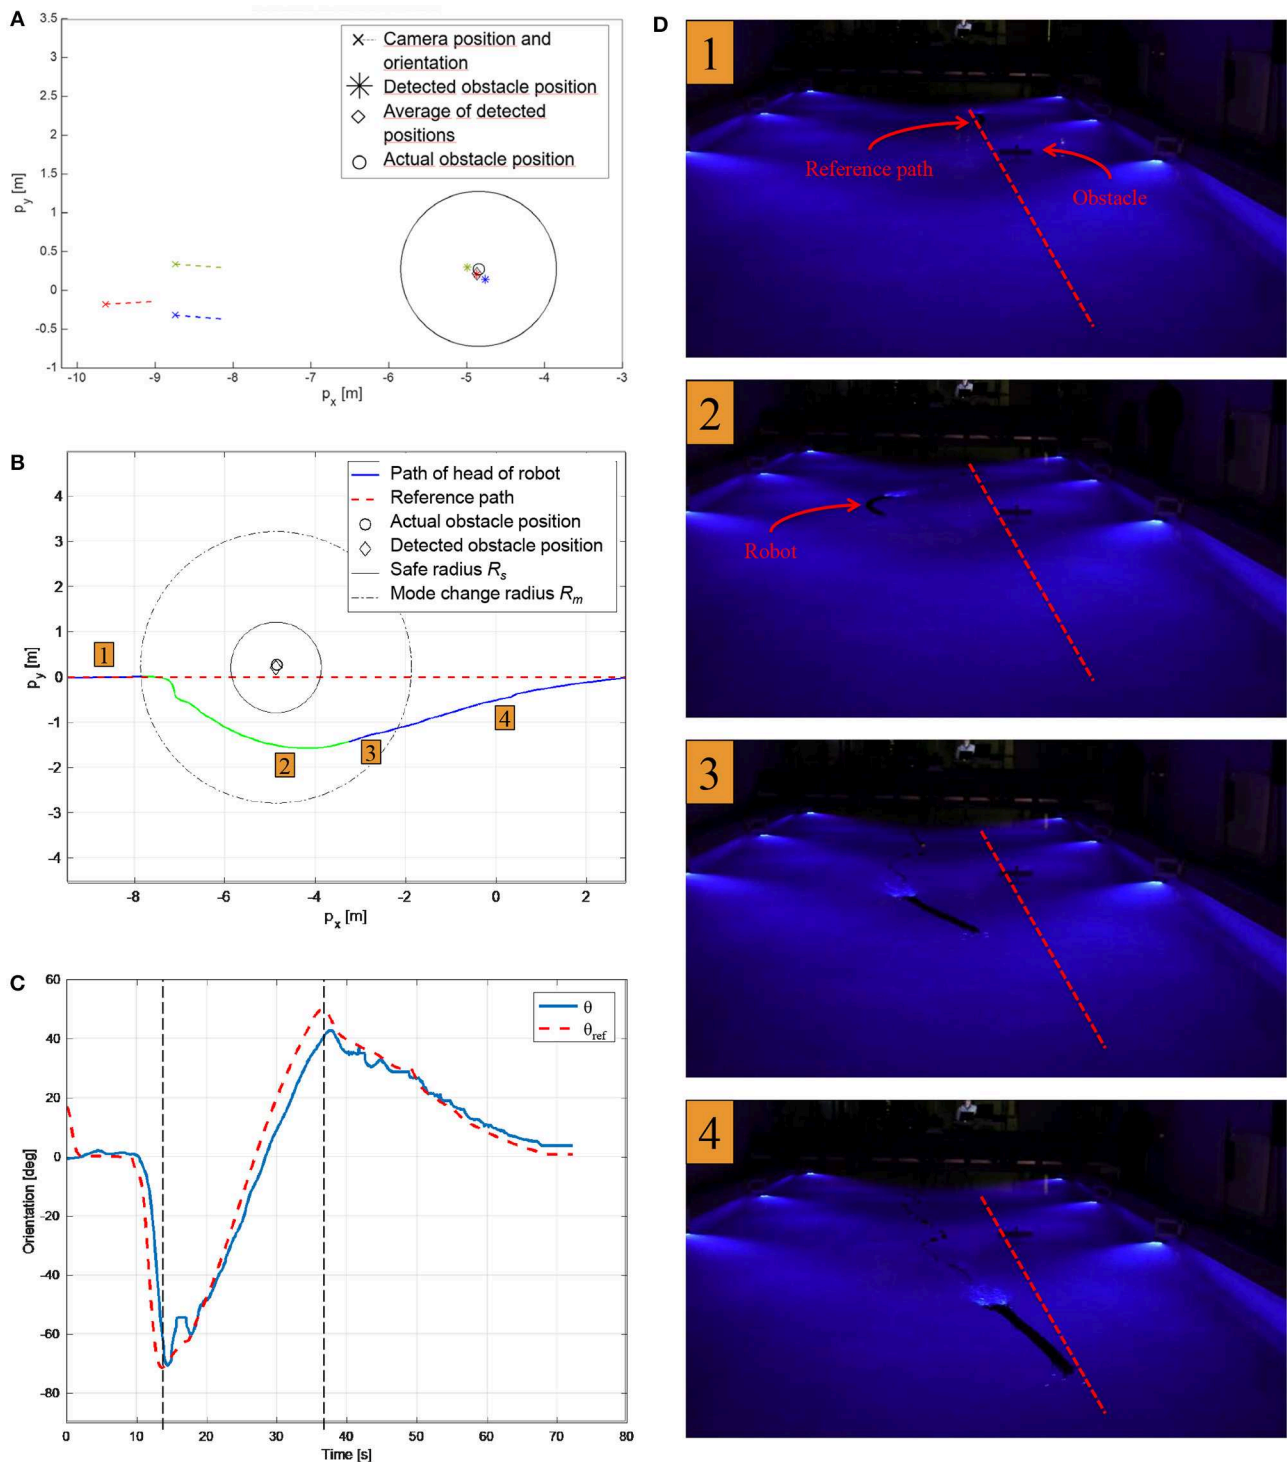 A
3.5
3
2.5
2
1.5
1
0.5
0
-0.5
-1
p_y [m]
-10
-9
-8
-7
-6
-5
-4
-3
p_x [m]
Camera position and
orientation
Detected obstacle position
Average of detected
positions
Actual obstacle position
B
4
3
2
1
0
-1
-2
-3
-4
p_y [m]
-8
-6
-4
-2
0
2
p_x [m]
Path of head of robot
Reference path
Actual obstacle position
Detected obstacle position
Safe radius R_s
Mode change radius R_m
1
2
3
4
C
60
40
20
0
-20
-40
-60
-80
Orientation [deg]
0
10
20
30
40
50
60
70
80
Time [s]
θ
θ_ref
D
1
Reference path
Obstacle
2
Robot
3
4